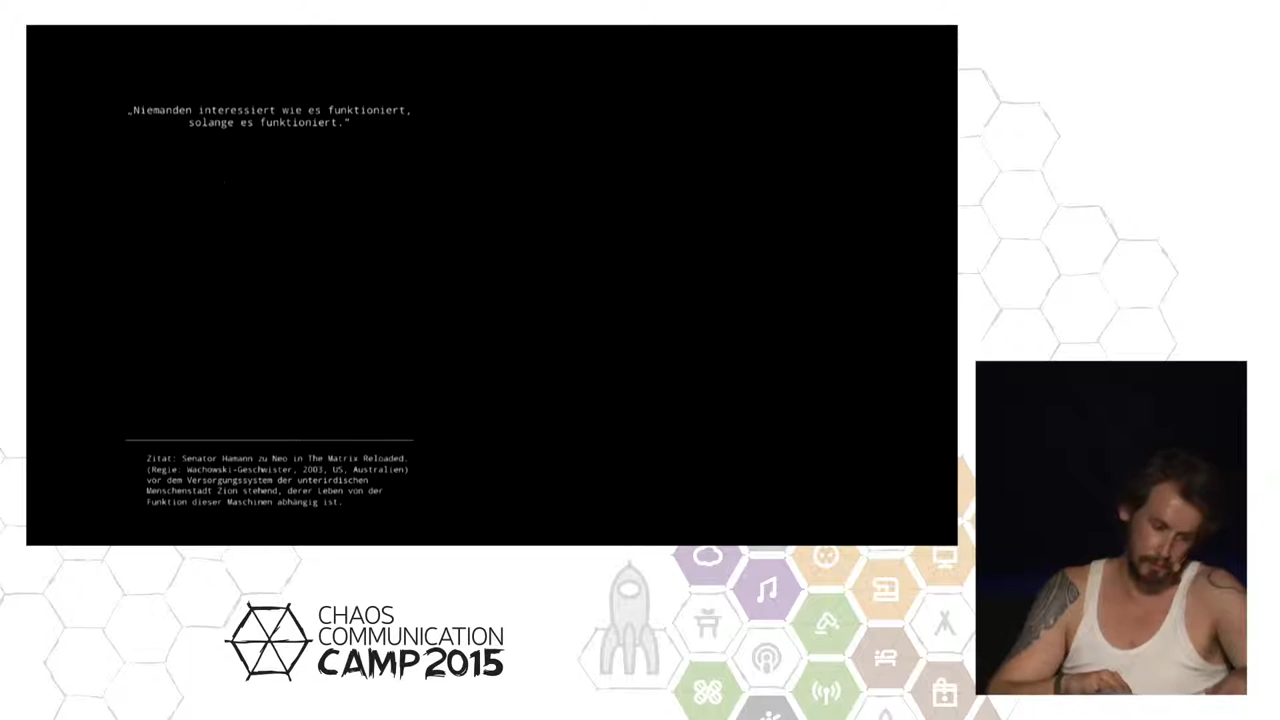 „Niemanden interessiert wie es funktioniert,
solange es funktioniert.“
Zitat: Senator Hamann zu Neo in The Matrix Reloaded.
(Regie: Wachowski-Geschwister, 2003, US, Australien)
vor dem Versorgungssystem der unterirdischen
Menschenstadt Zion stehend, derer Leben von der
Funktion dieser Maschinen abhängig ist.
CHAOS
COMMUNICATION
CAMP 2015